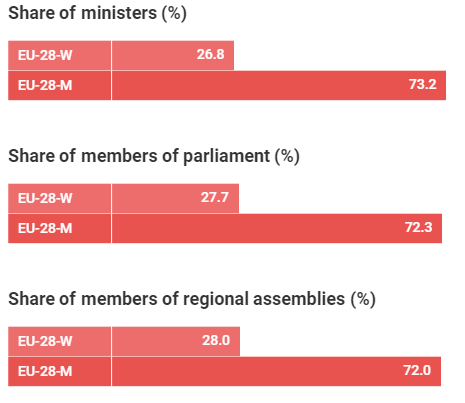 Share of ministers (%)
EU-28-W 26.8
EU-28-M 73.2
Share of members of parliament (%)
EU-28-W 27.7
EU-28-M 72.3
Share of members of regional assemblies (%)
EU-28-W 28.0
EU-28-M 72.0